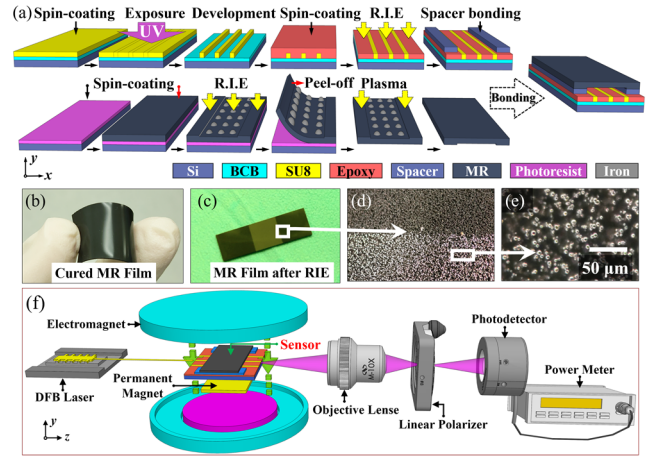 (a) Spin-coating Exposure Development Spin-coating R.I.E Spacer bonding
UV
Spin-coating R.I.E Peel-off Plasma
Bonding
y
x
Si BCB SU8 Epoxy Spacer MR Photoresist Iron
(b) (c) (d) (e)
50 μm
Cured MR Film MR Film after RIE
(f)
Electromagnet
Sensor
Photodetector
Power Meter
M-10X
DFB Laser
Permanent
Magnet
Objective Lense
Linear Polarizer
y
z